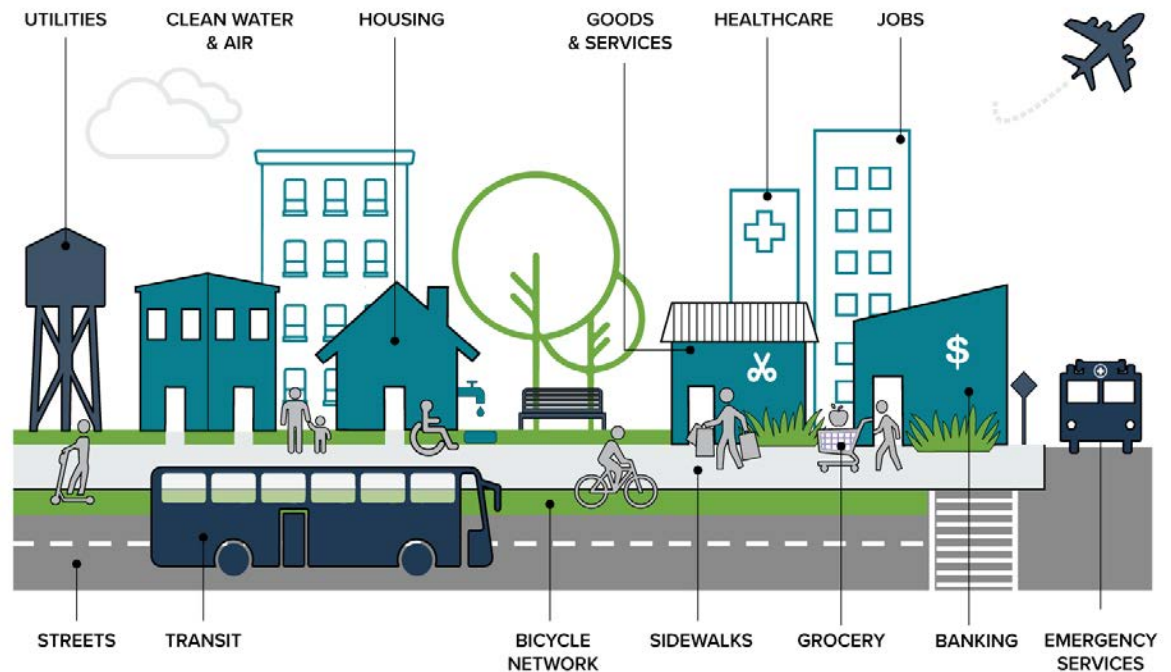 UTILITIES
CLEAN WATER
& AIR
HOUSING
GOODS
& SERVICES
HEALTHCARE
JOBS
$
STREETS
TRANSIT
BICYCLE
NETWORK
SIDEWALKS
GROCERY
BANKING
EMERGENCY
SERVICES